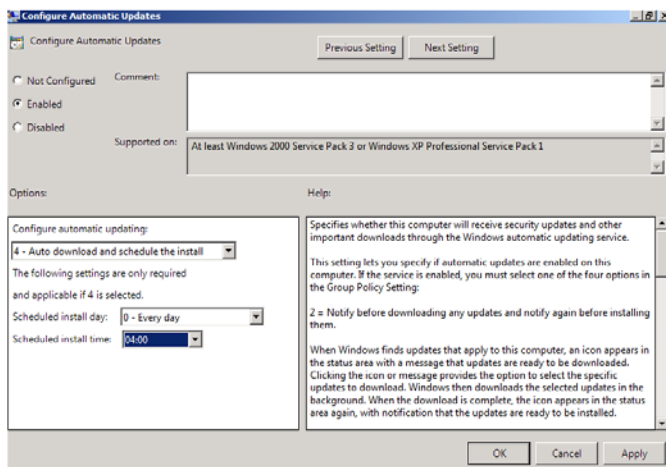 Configure Automatic Updates
Configure Automatic Updates
Previous Setting
Next Setting
Not Configured
Comment:
Enabled
Disabled
Supported on:
At least Windows 2000 Service Pack 3 or Windows XP Professional Service Pack 1
Options:
Help:
Configure automatic updating:
4 - Auto download and schedule the install
The following settings are only required
and applicable if 4 is selected.
Scheduled install day:
0 - Every day
Scheduled install time:
04:00
Specifies whether this computer will receive security updates and other
important downloads through the Windows automatic updating service.
This setting lets you specify if automatic updates are enabled on this
computer. If the service is enabled, you must select one of the four options in
the Group Policy Setting:
2 = Notify before downloading any updates and notify again before installing
them.
When Windows finds updates that apply to this computer, an icon appears in
the status area with a message that updates are ready to be downloaded.
Clicking the icon or message provides the option to select the specific
updates to download. Windows then downloads the selected updates in the
background. When the download is complete, the icon appears in the status
area again, with notification that the updates are ready to be installed.
OK
Cancel
Apply